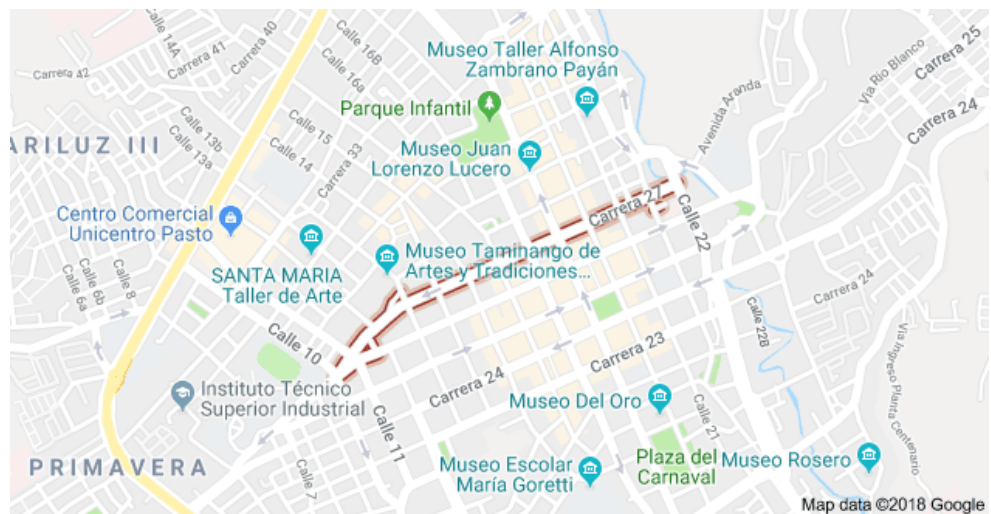 Calle 14A
Carrera 41
Carrera 40
Carrera 42
Calle 16B
Calle 16a
Museo Taller Alfonso
Zambrano Payán
Carrera 25
Via Rio Blanco
Carrera 24
Avenida Aranda
Parque Infantil
ARILUZ III
Calle 13b
Calle 13a
Calle 15
Calle 14
Carrera 33
Museo Juan
Lorenzo Lucero
Centro Comercial
Unicentro Pasto
Carrera 27
Calle 22
SANTA MARIA
Taller de Arte
Museo Taminango de
Artes y Tradiciones...
Calle 6a
Calle 6b
Calle 8
Carrera 24
Calle 10
Calle 22B
Via Ingreso Planta Centenario
Carrera 23
Carrera 24
Instituto Técnico
Superior Industrial
Calle 11
Museo Del Oro
Calle 21
PRIMAVERA
Calle 7
Museo Escolar
María Goretti
Plaza del
Carnaval
Museo Rosero
Map data ©2018 Google